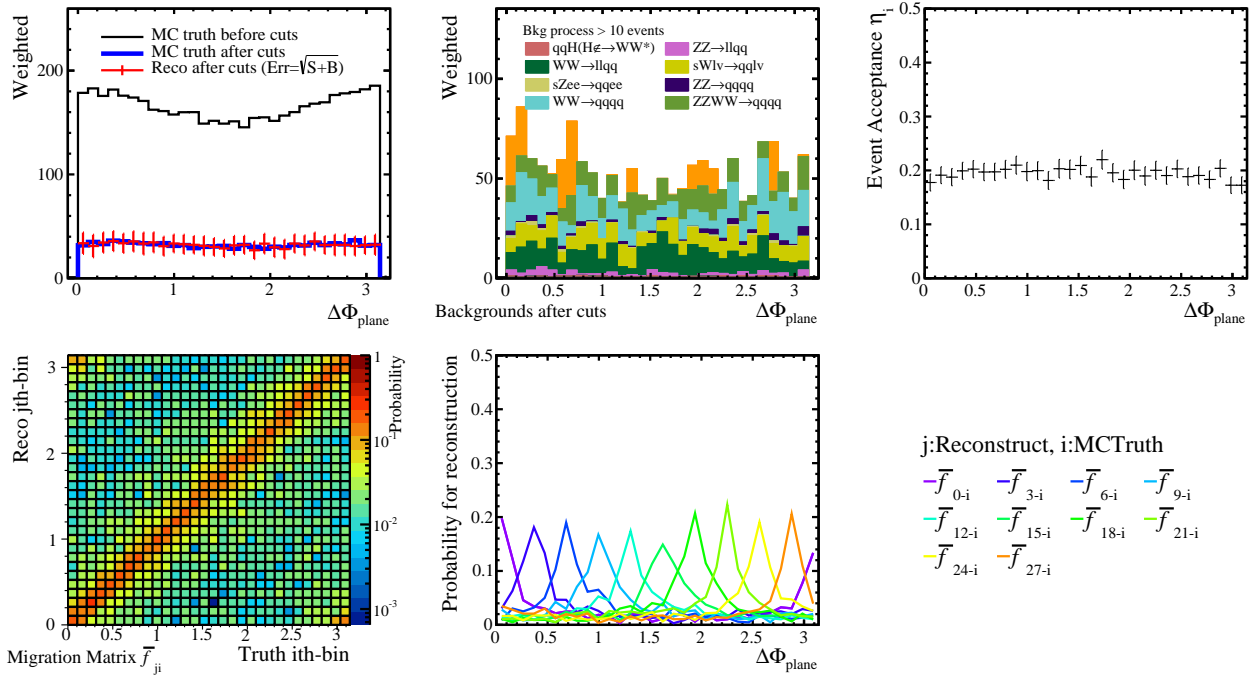 Weighted
MC truth before cuts
MC truth after cuts
Reco after cuts (Err=√S+B)
200
100
0
0 1 2 3
ΔΦplane
Weighted
Bkg process > 10 events
qqH(H∉→WW*) ZZ→llqq
WW→llqq sWlv→qqlv
sZee→qqee ZZ→qqqq
WW→qqqq ZZWW→qqqq
100
50
0
0 0.5 1 1.5 2 2.5 3
Backgrounds after cuts ΔΦplane
Event Acceptance ηi
0.5
0.4
0.3
0.2
0.1
0 0.5 1 1.5 2 2.5 3
ΔΦplane
Reco jth-bin
3
2
1
0
0 0.5 1 1.5 2 2.5 3
Migration Matrix f̅ji Truth ith-bin
1
10⁻¹
10⁻²
10⁻³
Probability
Probability for reconstruction
0.5
0.4
0.3
0.2
0.1
0
0 0.5 1 1.5 2 2.5 3
ΔΦplane
j:Reconstruct, i:MCTruth
f̅0-i f̅3-i f̅6-i f̅9-i
f̅12-i f̅15-i f̅18-i f̅21-i
f̅24-i f̅27-i